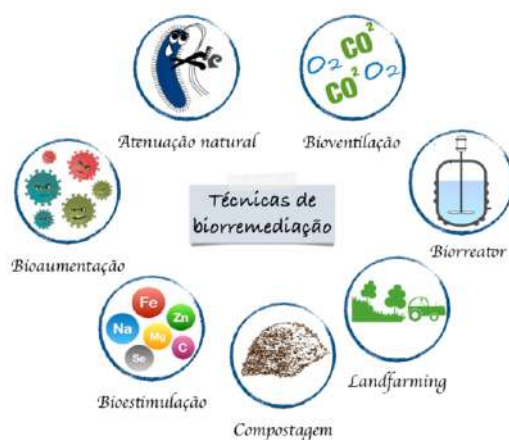 O2 CO2
CO2 O2
Atenuação natural
Bioventilação
Técnicas de
biorremediação
Bioaumentação
Biorreator
Fe
Zn
Na
Mg
Se
C
Landfarming
Bioestimulação
Compostagem